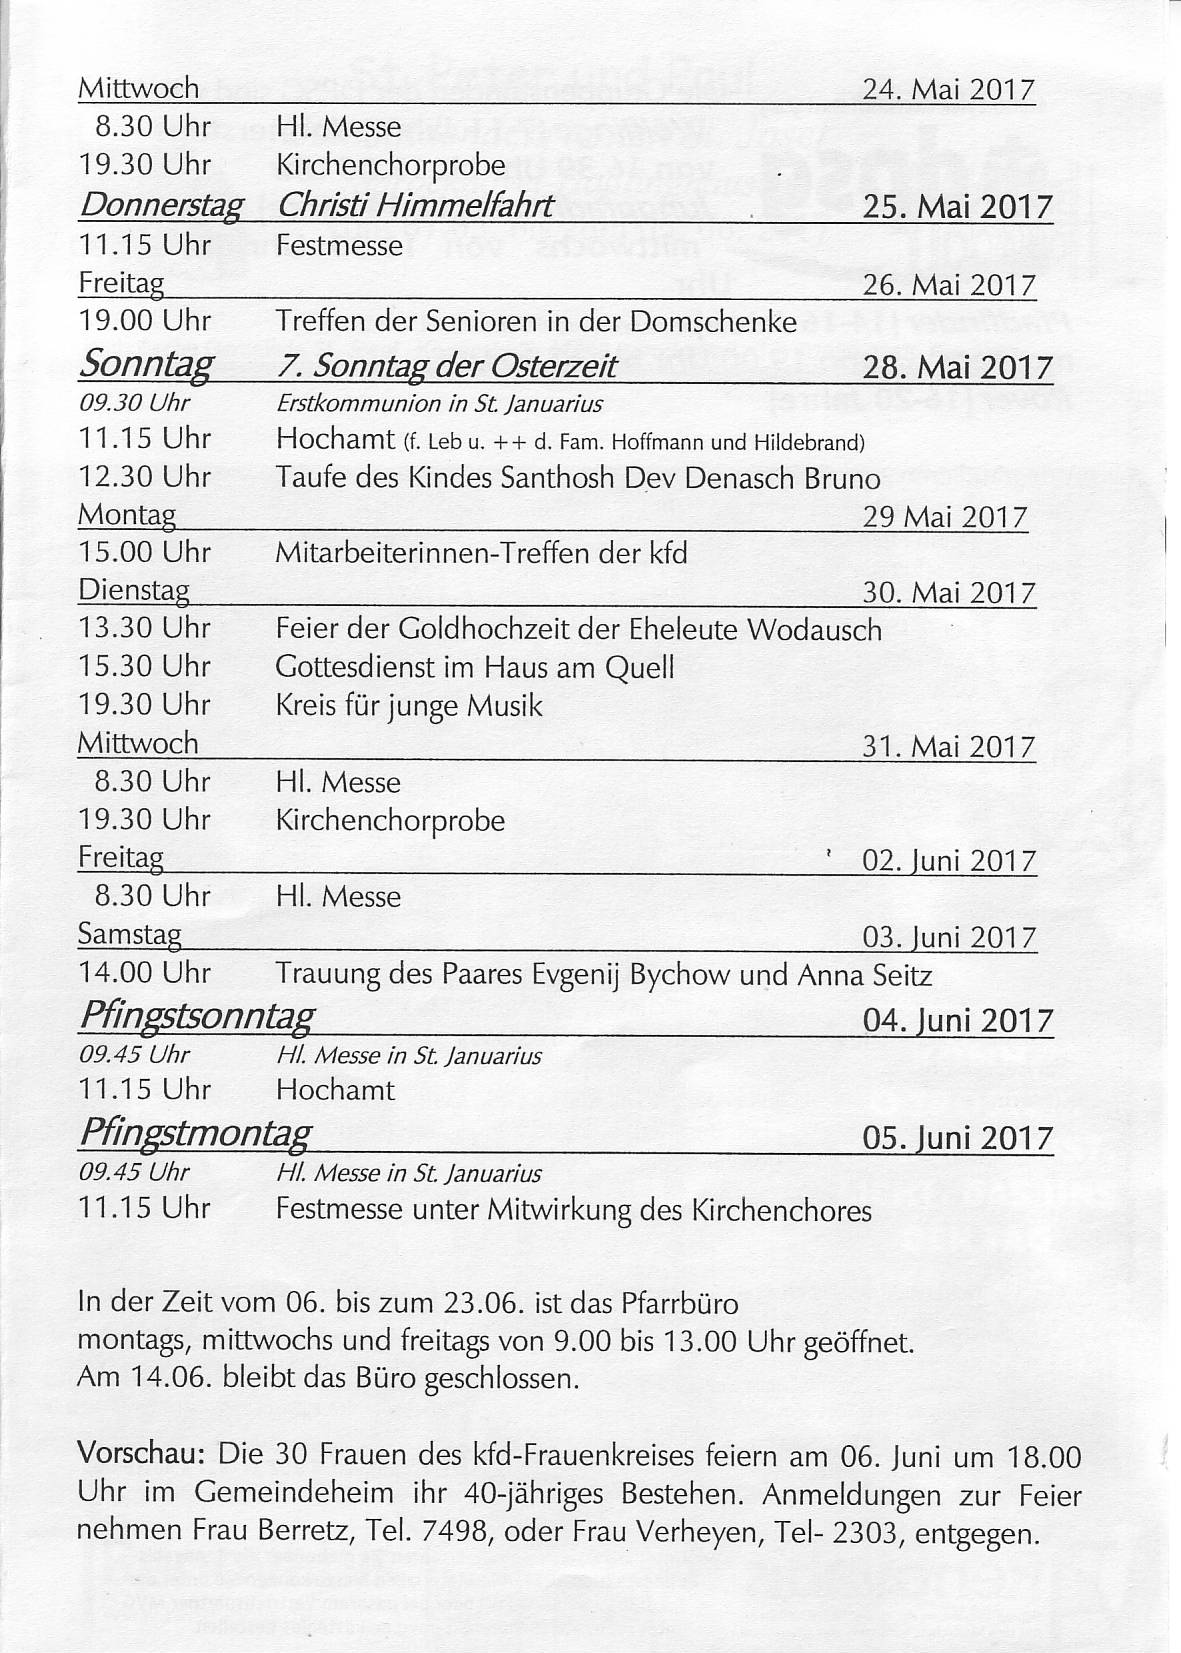 Mittwoch 24. Mai 2017
8.30 Uhr Hl. Messe
19.30 Uhr Kirchenchorprobe
Donnerstag Christi Himmelfahrt 25. Mai 2017
11.15 Uhr Festmesse
Freitag 26. Mai 2017
19.00 Uhr Treffen der Senioren in der Domschenke
Sonntag 7. Sonntag der Osterzeit 28. Mai 2017
09.30 Uhr Erstkommunion in St. Januarius
11.15 Uhr Hochamt (f. Leb u. ++ d. Fam. Hoffmann und Hildebrand)
12.30 Uhr Taufe des Kindes Santhosh Dev Denasch Bruno
Montag 29 Mai 2017
15.00 Uhr Mitarbeiterinnen-Treffen der kfd
Dienstag 30. Mai 2017
13.30 Uhr Feier der Goldhochzeit der Eheleute Wodausch
15.30 Uhr Gottesdienst im Haus am Quell
19.30 Uhr Kreis für junge Musik
Mittwoch 31. Mai 2017
8.30 Uhr Hl. Messe
19.30 Uhr Kirchenchorprobe
Freitag 02. Juni 2017
8.30 Uhr Hl. Messe
Samstag 03. Juni 2017
14.00 Uhr Trauung des Paares Evgenij Bychow und Anna Seitz
Pfingstsonntag 04. Juni 2017
09.45 Uhr Hl. Messe in St. Januarius
11.15 Uhr Hochamt
Pfingstmontag 05. Juni 2017
09.45 Uhr Hl. Messe in St. Januarius
11.15 Uhr Festmesse unter Mitwirkung des Kirchenchores
In der Zeit vom 06. bis zum 23.06. ist das Pfarrbüro
montags, mittwochs und freitags von 9.00 bis 13.00 Uhr geöffnet.
Am 14.06. bleibt das Büro geschlossen.
Vorschau: Die 30 Frauen des kfd-Frauenkreises feiern am 06. Juni um 18.00
Uhr im Gemeindeheim ihr 40-jähriges Bestehen. Anmeldungen zur Feier
nehmen Frau Berretz, Tel. 7498, oder Frau Verheyen, Tel- 2303, entgegen.